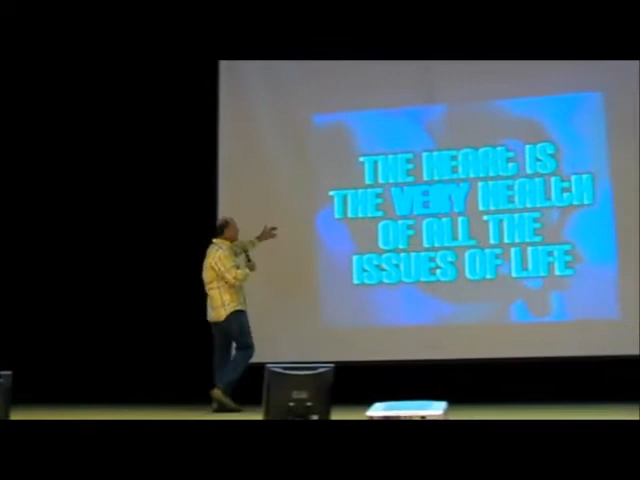 THE HEART IS
THE VERY HEALTH
OF ALL THE
ISSUES OF LIFE